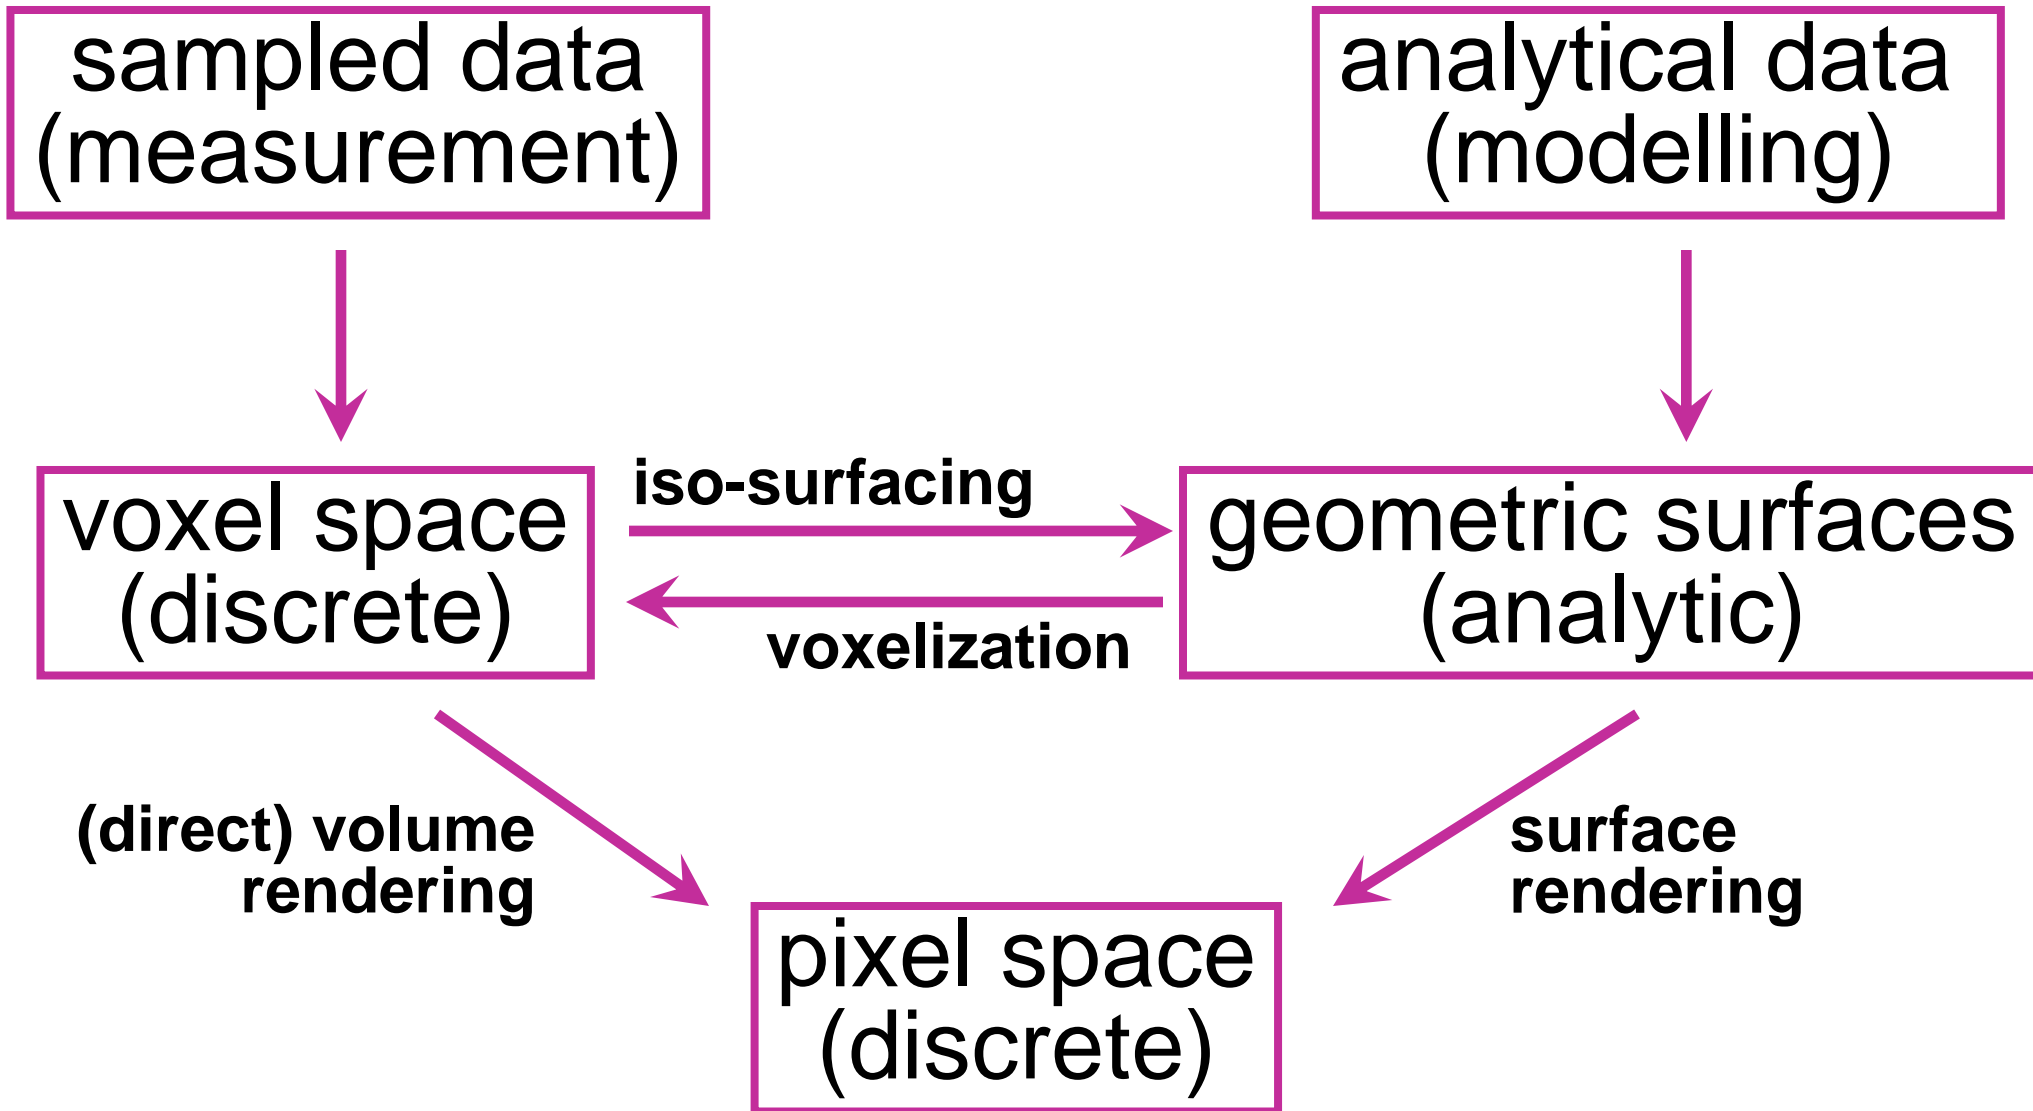 sampled data
(measurement)
analytical data
(modelling)
voxel space
(discrete)
iso-surfacing
voxelization
geometric surfaces
(analytic)
(direct) volume
rendering
surface
rendering
pixel space
(discrete)